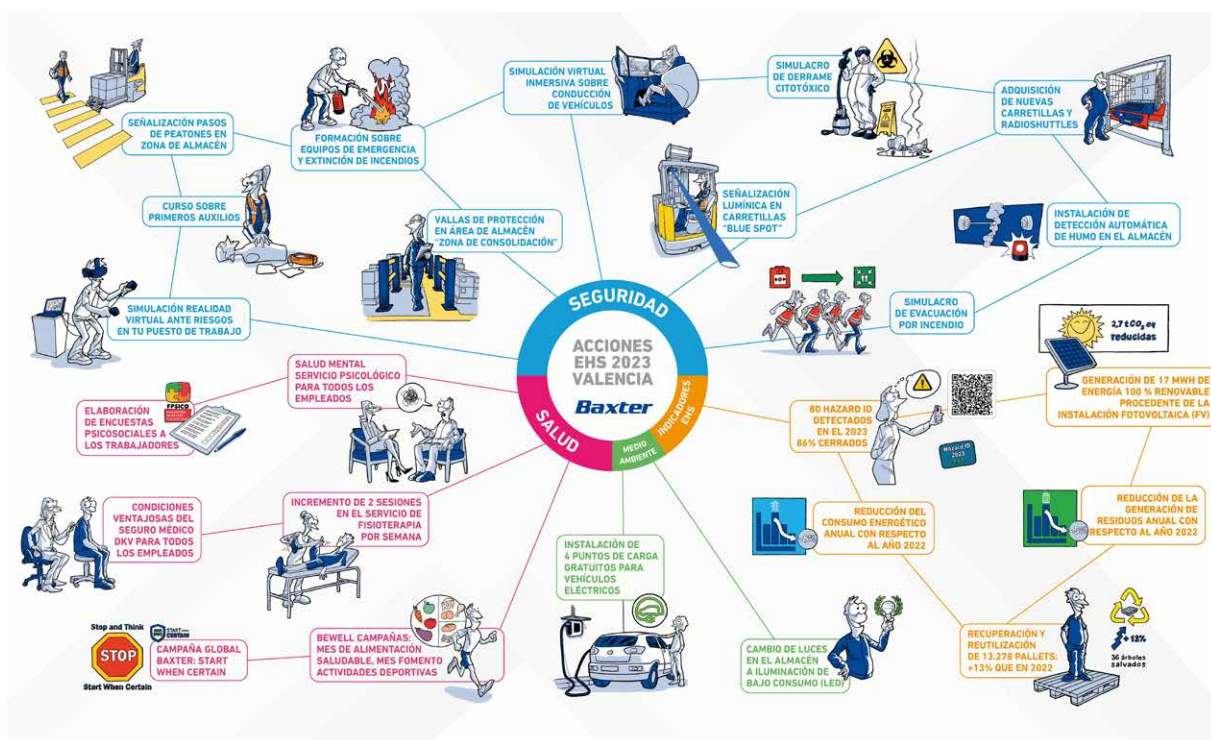 ACCIONES
EHS 2023
VALENCIA
Baxter
SEGURIDAD
SALUD
MEDIO
AMBIENTE
INDICADORES
EHS
SEÑALIZACIÓN PASOS
DE PEATONES EN
ZONA DE ALMACÉN
FORMACIÓN SOBRE
EQUIPOS DE EMERGENCIA
Y EXTINCIÓN DE INCENDIOS
SIMULACIÓN VIRTUAL
INMERSIVA SOBRE
CONDUCCIÓN
DE VEHÍCULOS
SIMULACRO
DE DERRAME
CITOTÓXICO
ADQUISICIÓN
DE NUEVAS
CARRETILLAS Y
RADIOSHUTTLES
CURSO SOBRE
PRIMEROS AUXILIOS
VALLAS DE PROTECCIÓN
EN ÁREA DE ALMACÉN
"ZONA DE CONSOLIDACIÓN"
SEÑALIZACIÓN
LUMÍNICA EN
CARRETILLAS
"BLUE SPOT"
INSTALACIÓN DE
DETECCIÓN AUTOMÁTICA
DE HUMO EN EL ALMACÉN
SIMULACIÓN REALIDAD
VIRTUAL ANTE RIESGOS
EN TU PUESTO DE TRABAJO
SIMULACRO
DE EVACUACIÓN
POR INCENDIO
2,7 t CO₂ eq
reducidas
GENERACIÓN DE 17 MWH DE
ENERGÍA 100 % RENOVABLE
PROCEDENTE DE LA
INSTALACIÓN FOTOVOLTAICA (FV)
SALUD MENTAL
SERVICIO PSICOLÓGICO
PARA TODOS LOS
EMPLEADOS
FPSICO
ELABORACIÓN
DE ENCUESTAS
PSICOSOCIALES A
LOS TRABAJADORES
80 HAZARD ID
DETECTADOS
EN EL 2023
86% CERRADOS
Hazard ID
2023
CONDICIONES
VENTAJOSAS DEL
SEGURO MÉDICO
DKV PARA TODOS
LOS EMPLEADOS
INCREMENTO DE 2 SESIONES
EN EL SERVICIO DE
FISIOTERAPIA
POR SEMANA
REDUCCIÓN DEL
CONSUMO ENERGÉTICO
ANUAL CON RESPECTO
AL AÑO 2022
REDUCCIÓN DE LA
GENERACIÓN DE
RESIDUOS ANUAL CON
RESPECTO AL AÑO 2022
INSTALACIÓN DE
4 PUNTOS DE CARGA
GRATUITOS PARA
VEHÍCULOS
ELÉCTRICOS
Stop and Think
STOP
Start When Certain
START
CERTAIN
CAMPAÑA GLOBAL
BAXTER: START
WHEN CERTAIN
BEWELL CAMPAÑAS:
MES DE ALIMENTACIÓN
SALUDABLE, MES FOMENTO
ACTIVIDADES DEPORTIVAS
CAMBIO DE LUCES
EN EL ALMACÉN
A ILUMINACIÓN DE
BAJO CONSUMO (LED)
RECUPERACIÓN Y
REUTILIZACIÓN
DE 13.278 PALLETS:
+13% QUE EN 2022
+13%
36 árboles
salvados